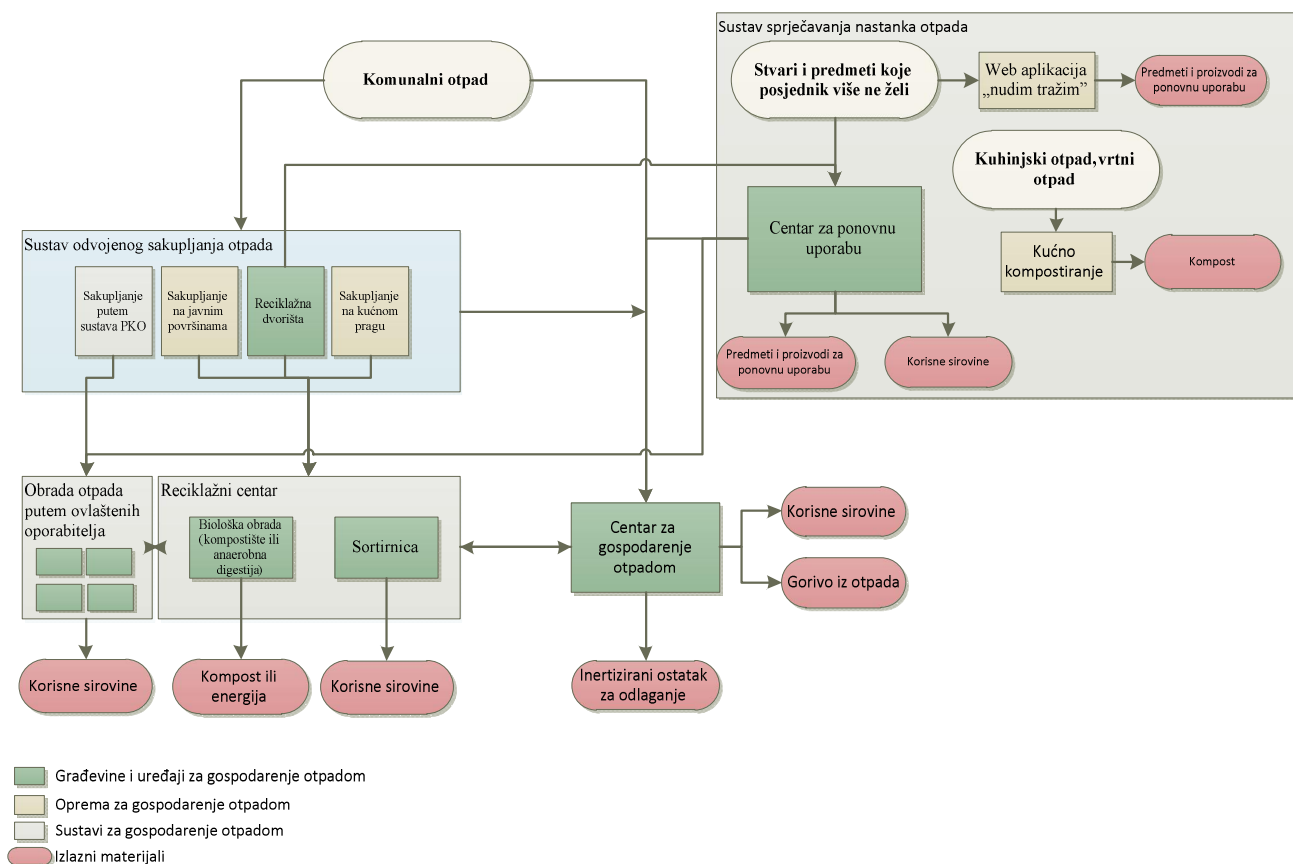 Sustav sprječavanja nastanka otpada
Komunalni otpad
Stvari i predmeti koje
posjednik više ne želi
Web aplikacija
„nudim tražim”
Predmeti i proizvodi za
ponovnu uporabu
Kuhinjski otpad,vrtni
otpad
Centar za ponovnu
uporabu
Kućno
kompostiranje
Kompost
Sustav odvojenog sakupljanja otpada
Sakupljanje
putem
sustava PKO
Sakupljanje
na javnim
površinama
Reciklažna
dvorišta
Sakupljanje
na kućnom
pragu
Predmeti i proizvodi za
ponovnu uporabu
Korisne sirovine
Obrada otpada
putem ovlaštenih
oporabitelja
Reciklažni centar
Biološka obrada
(kompostište ili
anaerobna
digestija)
Sortirnica
Centar za
gospodarenje
otpadom
Korisne sirovine
Gorivo iz otpada
Korisne sirovine
Kompost ili
energija
Korisne sirovine
Inertizirani ostatak
za odlaganje
Građevine i uređaji za gospodarenje otpadom
Oprema za gospodarenje otpadom
Sustavi za gospodarenje otpadom
Izlazni materijali